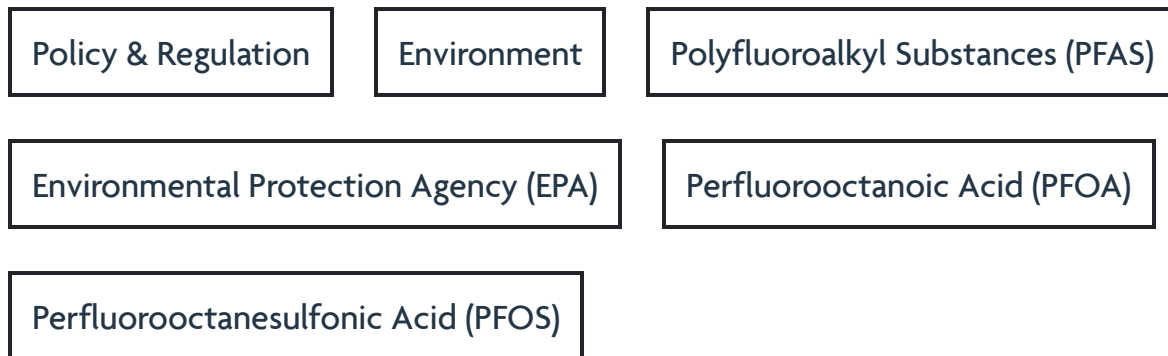 Policy & Regulation Environment Polyfluoroalkyl Substances (PFAS)
Environmental Protection Agency (EPA) Perfluorooctanoic Acid (PFOA)
Perfluorooctanesulfonic Acid (PFOS)